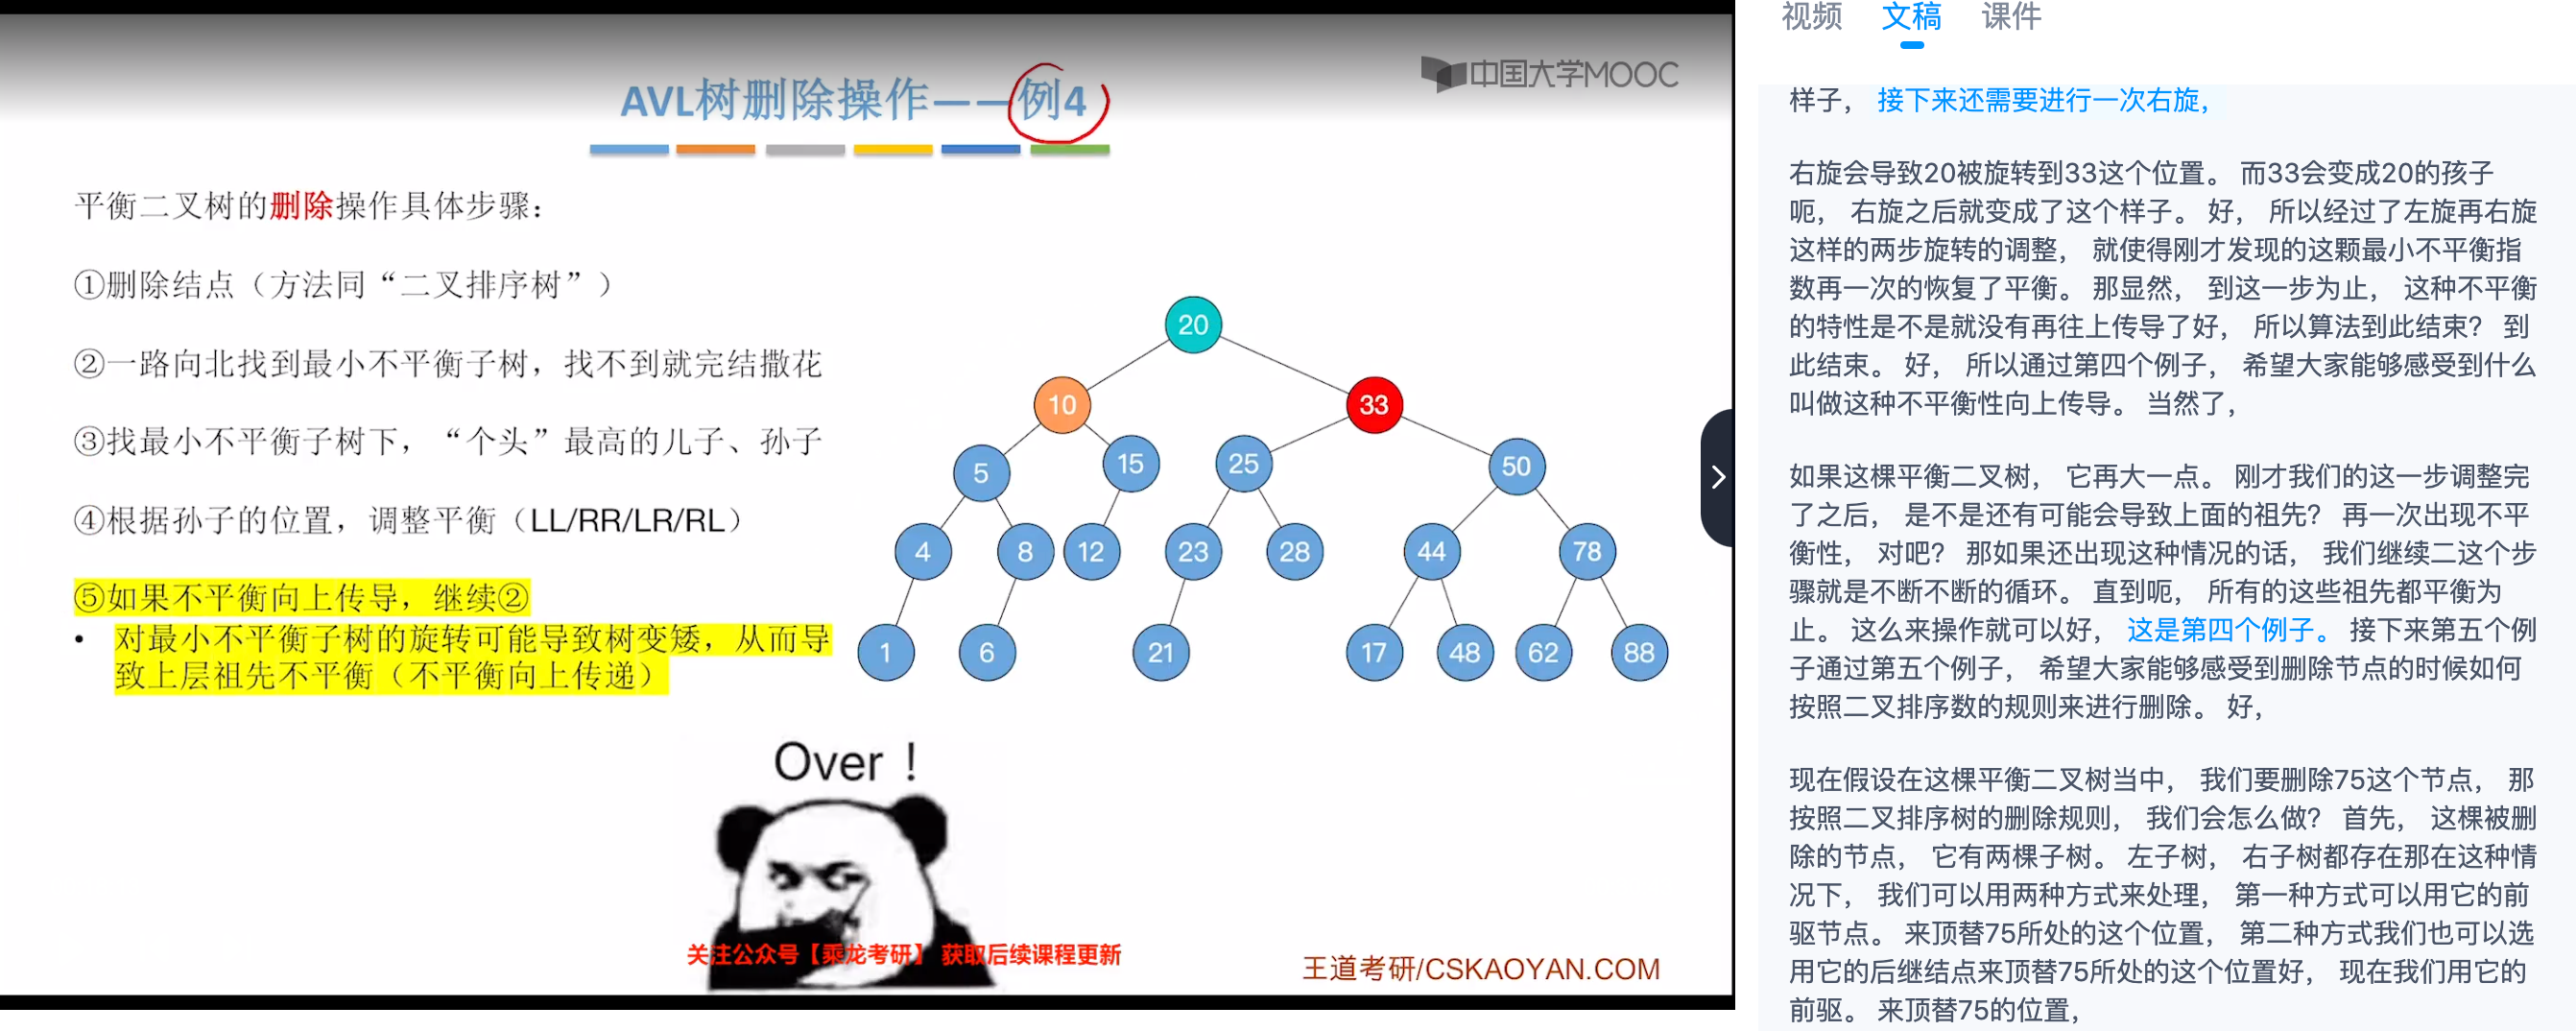 中国大学MOOC
AVL树删除操作——例4
平衡二叉树的删除操作具体步骤：
①删除结点（方法同“二叉排序树”）
②一路向北找到最小不平衡子树，找不到就完结撒花
③找最小不平衡子树下，“个头”最高的儿子、孙子
④根据孙子的位置，调整平衡（LL/RR/LR/RL）
⑤如果不平衡向上传导，继续②
• 对最小不平衡子树的旋转可能导致树变矮，从而导
致上层祖先不平衡（不平衡向上传递）
20
10 33
5 15 25 50
4 8 12 23 28 44 78
1 6 21 17 48 62 88
Over！
关注公众号【乘龙考研】 获取后续课程更新
王道考研/CSKAOYAN.COM
视频 文稿 课件
样子， 接下来还需要进行一次右旋，
右旋会导致20被旋转到33这个位置。 而33会变成20的孩子
呃， 右旋之后就变成了这个样子。 好， 所以经过了左旋再右旋
这样的两步旋转的调整， 就使得刚才发现的这颗最小不平衡指
数再一次的恢复了平衡。 那显然， 到这一步为止， 这种不平衡
的特性是不是就没有再往上传导了好， 所以算法到此结束？ 到
此结束。 好， 所以通过第四个例子， 希望大家能够感受到什么
叫做这种不平衡性向上传导。 当然了，
如果这棵平衡二叉树， 它再大一点。 刚才我们的这一步调整完
了之后， 是不是还有可能会导致上面的祖先？ 再一次出现不平
衡性， 对吧？ 那如果还出现这种情况的话， 我们继续二这个步
骤就是不断不断的循环。 直到呃， 所有的这些祖先都平衡为
止。 这么来操作就可以好， 这是第四个例子。 接下来第五个例
子通过第五个例子， 希望大家能够感受到删除节点的时候如何
按照二叉排序数的规则来进行删除。 好，
现在假设在这棵平衡二叉树当中， 我们要删除75这个节点， 那
按照二叉排序树的删除规则， 我们会怎么做？ 首先， 这棵被删
除的节点， 它有两棵子树。 左子树， 右子树都存在那在这种情
况下， 我们可以用两种方式来处理， 第一种方式可以用它的前
驱节点。 来顶替75所处的这个位置， 第二种方式我们也可以选
用它的后继结点来顶替75所处的这个位置好， 现在我们用它的
前驱。 来顶替75的位置，